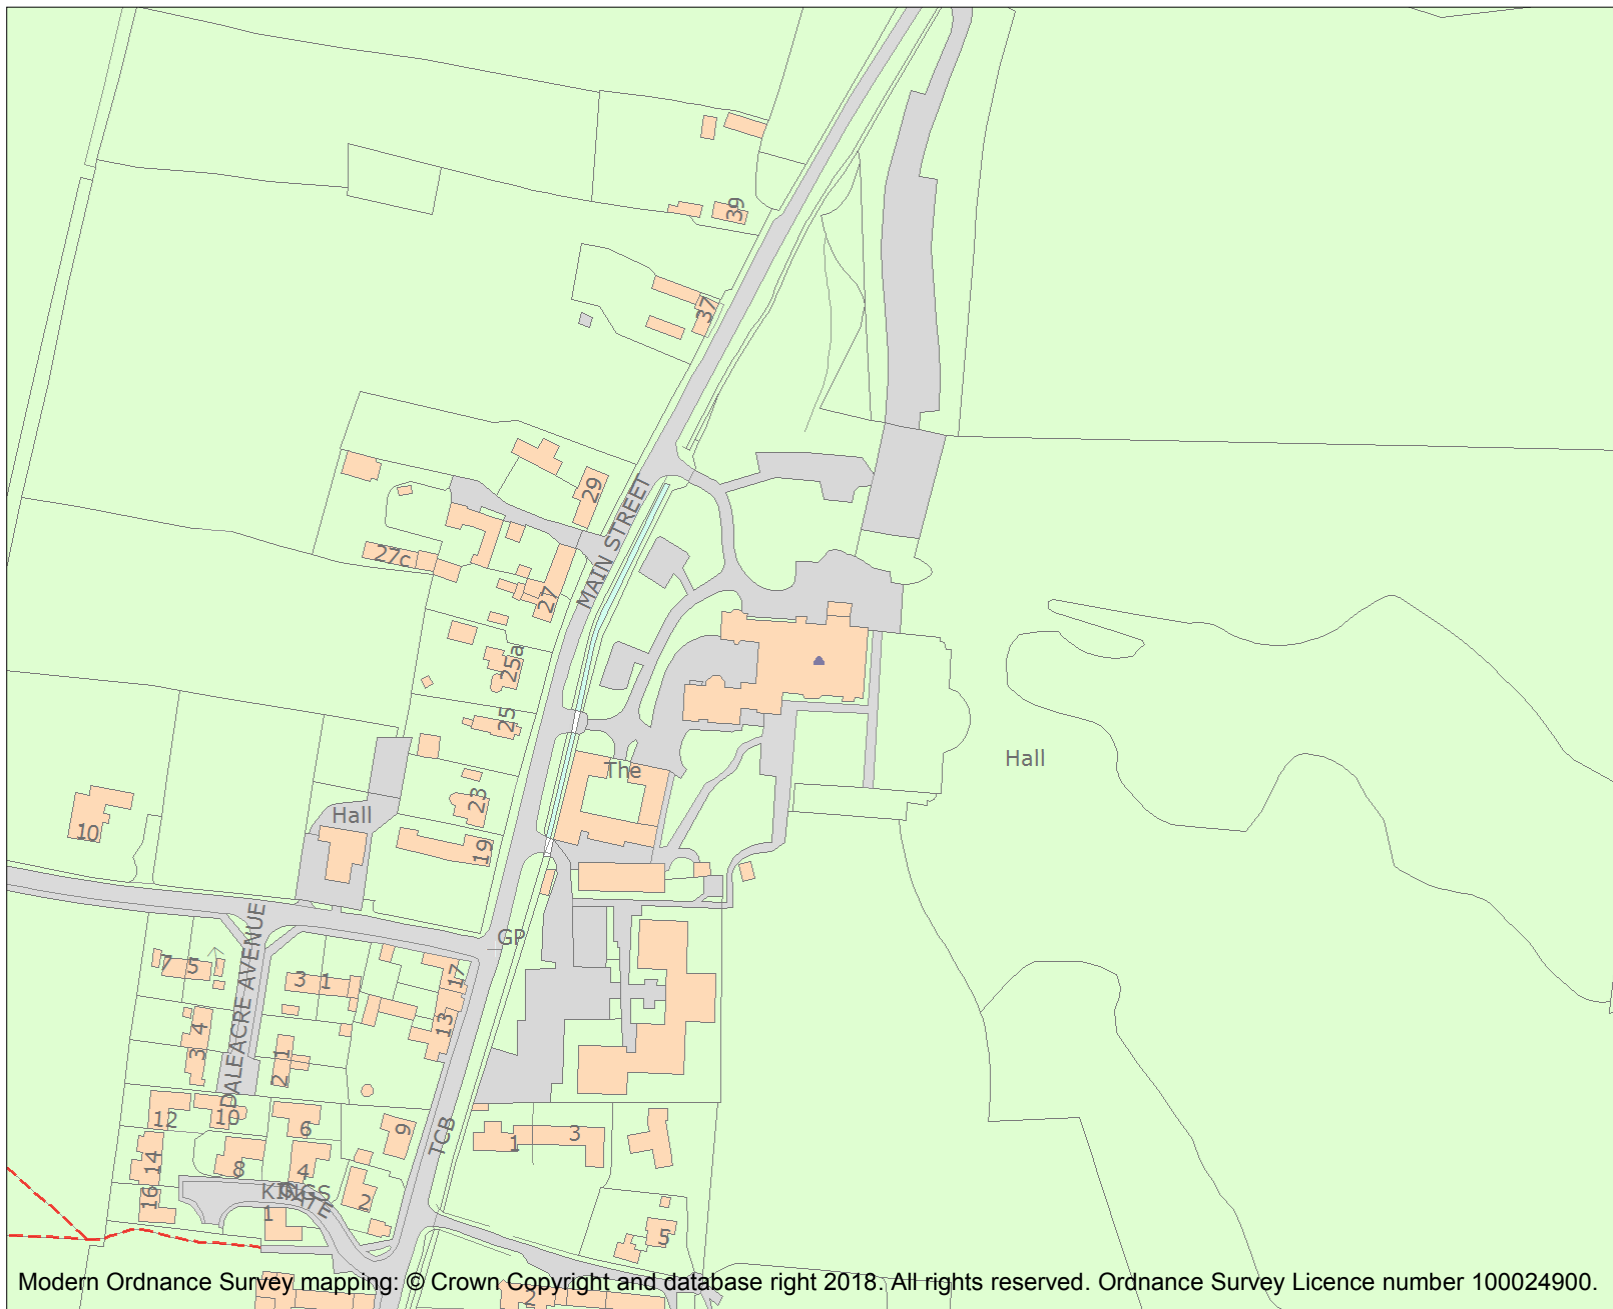 39
37
29
MAIN STREET
27c
27
25a
25
The
Hall
23
Hall
10
19
GP
DALEACRE AVENUE
7
5
3
1
17
13
4
3
1
2
12
10
6
9
TCB
1
3
14
8
4
16
KINGS
GATE
2
1
5
2
Modern Ordnance Survey mapping: © Crown Copyright and database right 2018. All rights reserved. Ordnance Survey Licence number 100024900.